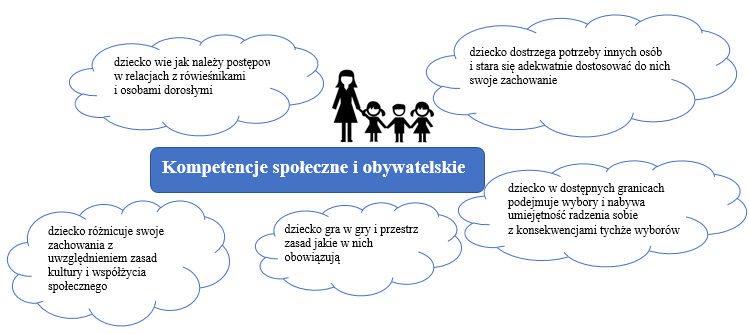 dziecko wie jak należy postępow
w relacjach z rówieśnikami
i osobami dorosłymi
dziecko dostrzega potrzeby innych osób
i stara się adekwatnie dostosować do nich
swoje zachowanie
Kompetencje społeczne i obywatelskie
dziecko w dostępnych granicach
podejmuje wybory i nabywa
umiejętność radzenia sobie
z konsekwencjami tychże wyborów
dziecko różnicuje swoje
zachowania z
uwzględnieniem zasad
kultury i współżycia
społecznego
dziecko gra w gry i przestrz
zasad jakie w nich
obowiązują